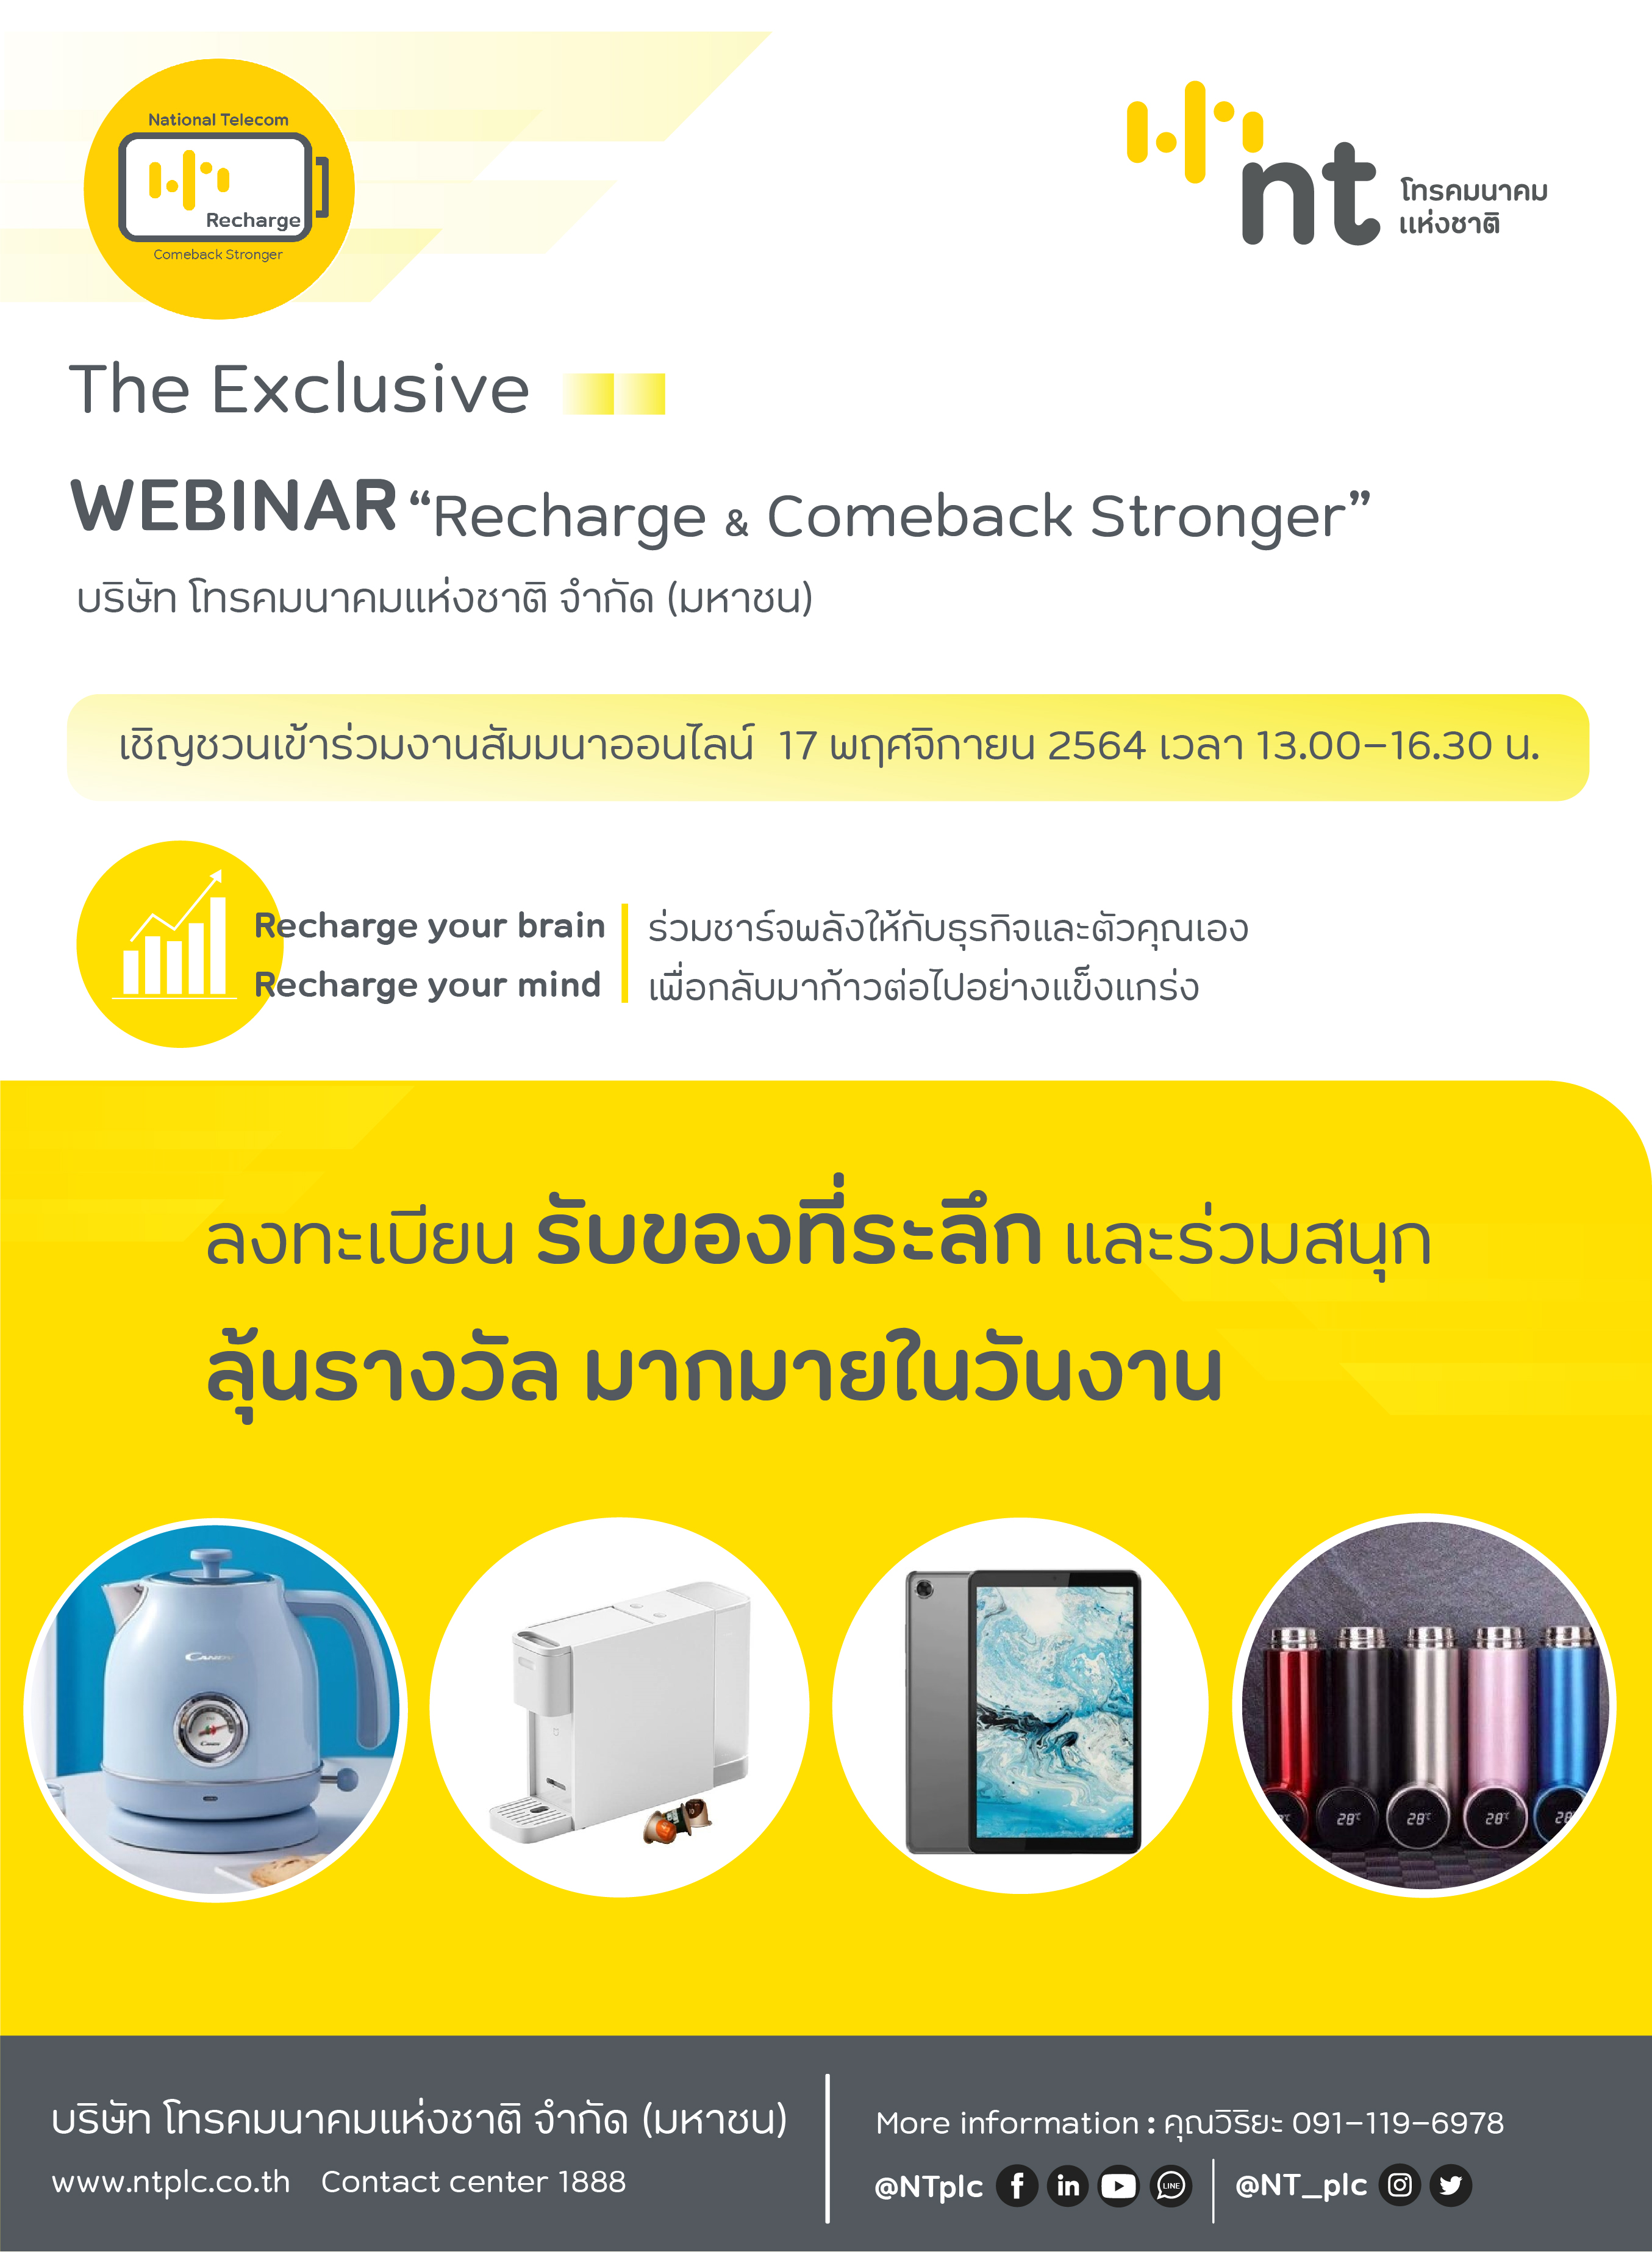 National Telecom
Recharge
Comeback Stronger
nt
โทรคมนาคม
แห่งชาติ
The Exclusive
WEBINAR “Recharge & Comeback Stronger”
บริษัท โทรคมนาคมแห่งชาติ จำกัด (มหาชน)
เชิญชวนเข้าร่วมงานสัมมนาออนไลน์ 17 พฤศจิกายน 2564 เวลา 13.00–16.30 น.
Recharge your brain
Recharge your mind
ร่วมชาร์จพลังให้กับธุรกิจและตัวคุณเอง
เพื่อกลับมาก้าวต่อไปอย่างแข็งแกร่ง
ลงทะเบียน รับของที่ระลึก และร่วมสนุก
ลุ้นรางวัล มากมายในวันงาน
CANDY
28°C
28°C
28°C
บริษัท โทรคมนาคมแห่งชาติ จำกัด (มหาชน)
www.ntplc.co.th Contact center 1888
More information : คุณวิริยะ 091–119–6978
@NTplc f in LINE @NT_plc